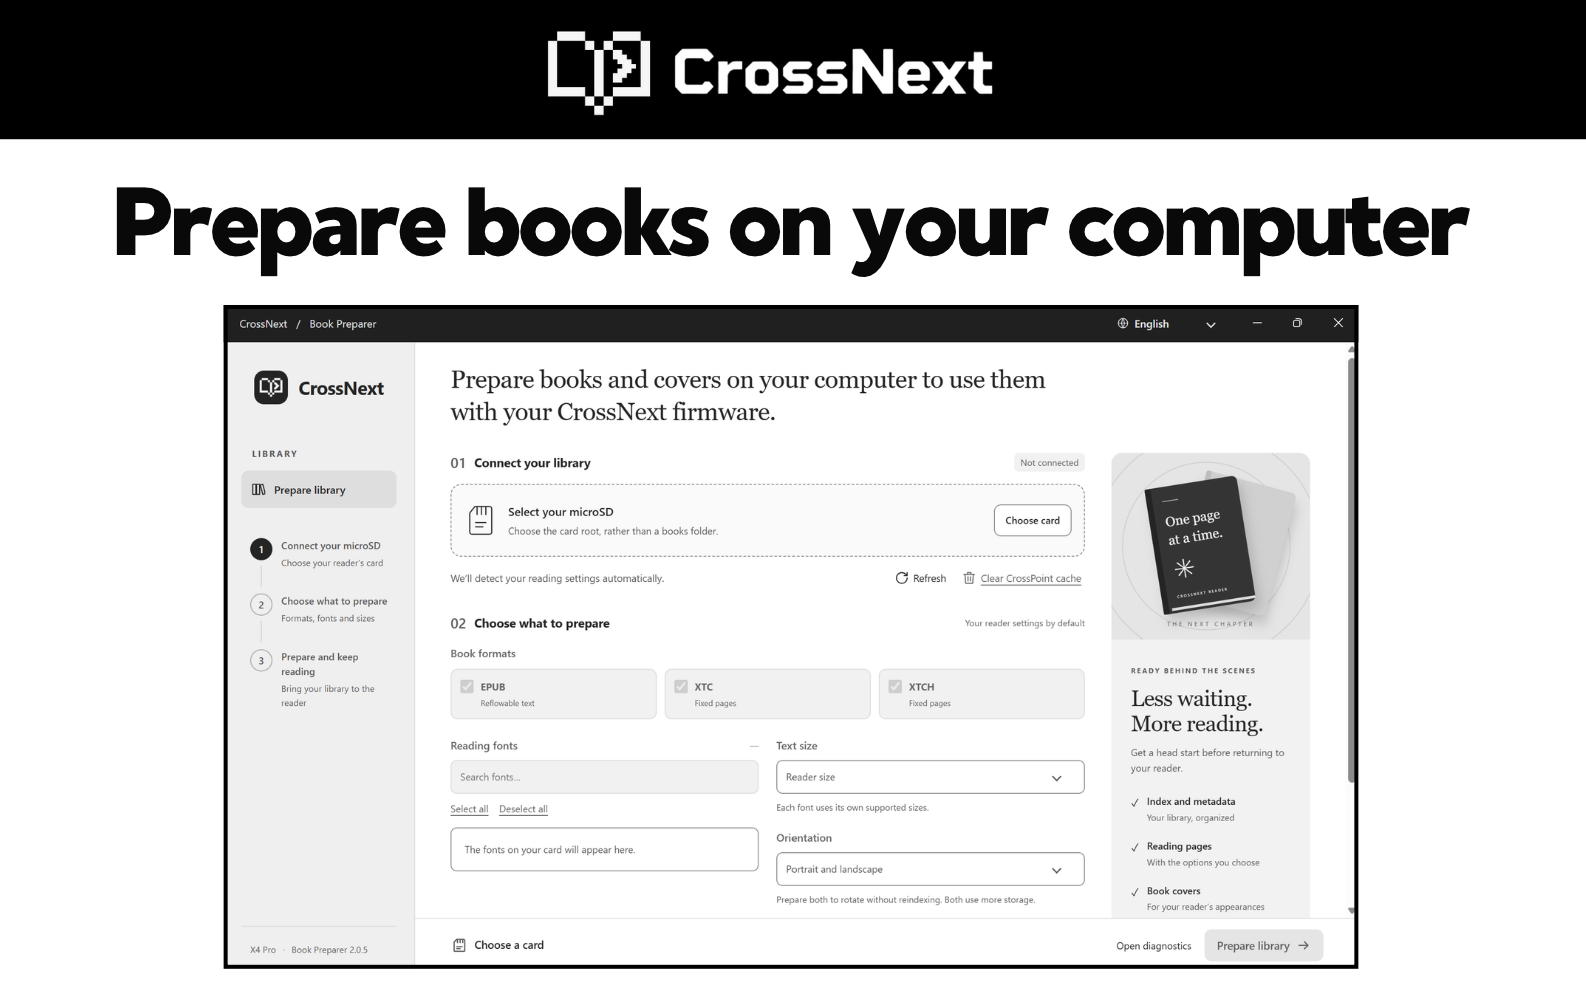 CrossNext
Prepare books on your computer
CrossNext / Book Preparer
English
CrossNext
LIBRARY
Prepare library
1
Connect your microSD
Choose your reader's card
2
Choose what to prepare
Formats, fonts and sizes
3
Prepare and keep
reading
Bring your library to the
reader
X4 Pro · Book Preparer 2.0.5
Prepare books and covers on your computer to use them
with your CrossNext firmware.
01 Connect your library
Not connected
Select your microSD
Choose the card root, rather than a books folder.
Choose card
We'll detect your reading settings automatically.
Refresh
Clear CrossPoint cache
02 Choose what to prepare
Your reader settings by default
Book formats
EPUB
Reflowable text
XTC
Fixed pages
XTCH
Fixed pages
Reading fonts
—
Search fonts...
Select all
Deselect all
The fonts on your card will appear here.
Text size
Reader size
Each font uses its own supported sizes.
Orientation
Portrait and landscape
Prepare both to rotate without reindexing. Both use more storage.
One page
at a time.
CROSSNEXT READER
THE NEXT CHAPTER
READY BEHIND THE SCENES
Less waiting.
More reading.
Get a head start before returning to
your reader.
Index and metadata
Your library, organized
Reading pages
With the options you choose
Book covers
For your reader's appearances
Choose a card
Open diagnostics
Prepare library →